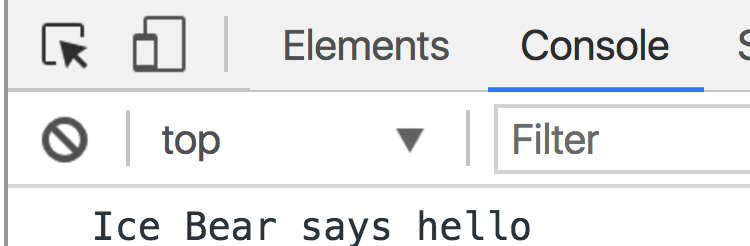 Elements Console
top Filter
Ice Bear says hello